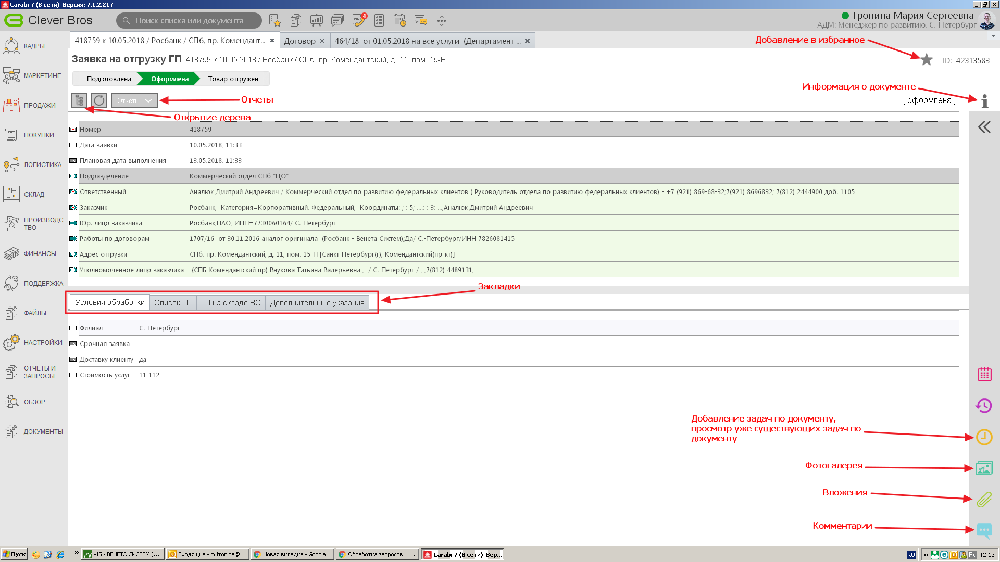 Carabi 7 (В сети) Версия: 7.1.2.217
Clever Bros
Поиск списка или документа
4
Тронина Мария Сергеевна
АДМ: Менеджер по развитию. С.-Петербург
КАДРЫ
МАРКЕТИНГ
ПРОДАЖИ
ПОКУПКИ
ЛОГИСТИКА
СКЛАД
ПРОИЗВОДС
ТВО
ФИНАНСЫ
ПОДДЕРЖКА
ФАЙЛЫ
НАСТРОЙКИ
ОТЧЕТЫ И
ЗАПРОСЫ
ОБЗОР
ДОКУМЕНТЫ
418759 к 10.05.2018 / Росбанк / СПб, пр. Комендант...
Договор
464/18 от 01.05.2018 на все услуги (Департамент ...
Добавление в избранное
Заявка на отгрузку ГП 418759 к 10.05.2018 / Росбанк / СПб, пр. Комендантский, д. 11, пом. 15-Н
ID: 42313583
Подготовлена
Оформлена
Товар отгружен
Информация о документе
Отчеты
Отчеты
[ оформлена ]
Открытие дерева
Номер 418759
Дата заявки 10.05.2018, 11:33
Плановая дата выполнения 13.05.2018, 11:33
Подразделение Коммерческий отдел СПб "ЦО"
Ответственный Аналюк Дмитрий Андреевич / Коммерческий отдел по развитию федеральных клиентов ( Руководитель отдела по развитию федеральных клиентов) - +7 (921) 869-68-32;7(921) 8696832; 7(812) 2444900 доб. 1105
Заказчик Росбанк, Категория=Корпоративный, Федеральный, Координаты: ; ; 5; ....; ; 3; ...,Аналюк Дмитрий Андреевич
Юр. лицо заказчика Росбанк,ПАО, ИНН=7730060164/ С.-Петербург
Работы по договорам 1707/16 от 30.11.2016 аналог оригинала (Росбанк - Венета Систем);Да/ С.-Петербург/ИНН 7826081415
Адрес отгрузки СПб, пр. Комендантский, д. 11, пом. 15-Н [Санкт-Петербург(г), Комендантский(пр-кт)]
Уполномоченное лицо заказчика (СПБ Комендантский пр) Внукова Татьяна Валерьевна , / С.-Петербург / , ,7(812) 4489131,
Закладки
Условия обработки
Список ГП
ГП на складе ВС
Дополнительные указания
Филиал С.-Петербург
Срочная заявка
Доставку клиенту да
Стоимость услуг 11 112
Добавление задач по документу,
просмотр уже существующих задач по
документу
Фотогалерея
Вложения
Комментарии
Пуск
»
VIS - ВЕНЕТА СИСТЕМ (...
Входящие - m.tronina@...
Новая вкладка - Google...
Обработка запросов 1 ...
Carabi 7 (В сети) Вер...
RU
«
Ru
12:13